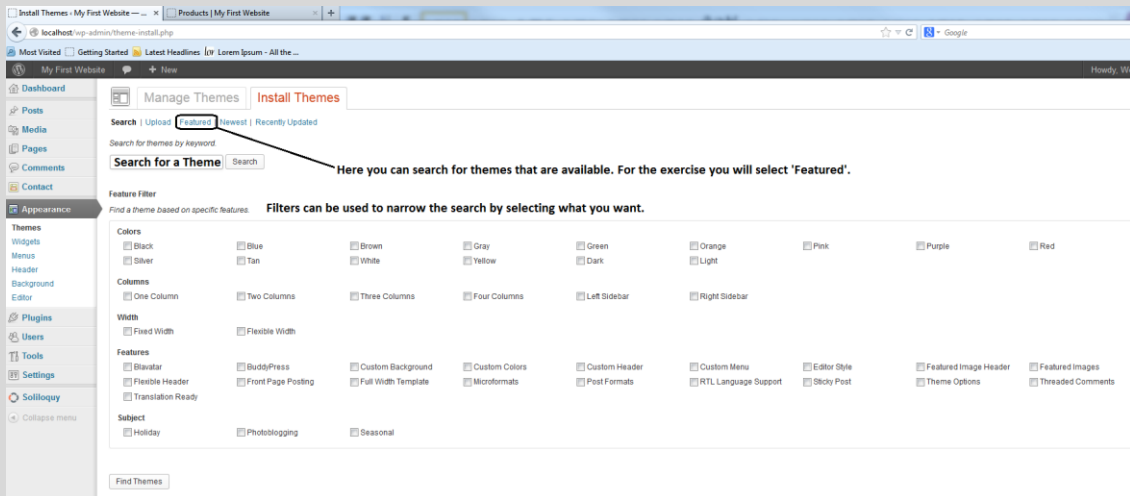 Install Themes ‹ My First Website — ... × Products | My First Website × +
localhost/wp-admin/theme-install.php Google
Most Visited Getting Started Latest Headlines Lorem Ipsum - All the ...
My First Website + New Howdy, We
Dashboard
Posts
Media
Pages
Comments
Contact
Appearance
Themes
Widgets
Menus
Header
Background
Editor
Plugins
Users
Tools
Settings
Soliloquy
Collapse menu
Manage Themes Install Themes
Search | Upload | Featured | Newest | Recently Updated
Search for themes by keyword.
Search for a Theme Search
Here you can search for themes that are available. For the exercise you will select 'Featured'.
Feature Filter
Find a theme based on specific features. Filters can be used to narrow the search by selecting what you want.
Colors
Black Blue Brown Gray Green Orange Pink Purple Red
Silver Tan White Yellow Dark Light
Columns
One Column Two Columns Three Columns Four Columns Left Sidebar Right Sidebar
Width
Fixed Width Flexible Width
Features
Blavatar BuddyPress Custom Background Custom Colors Custom Header Custom Menu Editor Style Featured Image Header Featured Images
Flexible Header Front Page Posting Full Width Template Microformats Post Formats RTL Language Support Sticky Post Theme Options Threaded Comments
Translation Ready
Subject
Holiday Photoblogging Seasonal
Find Themes